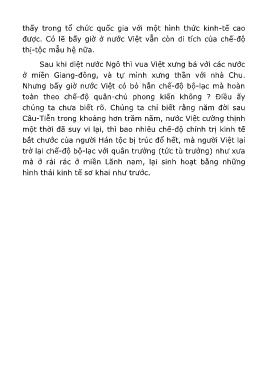 thấy trong tổ chức quốc gia với một hình thức kinh-tế cao
được. Có lẽ bấy giờ ở nước Việt vẫn còn di tích của chế-độ
thị-tộc mẫu hệ nữa.
Sau khi diệt nước Ngô thì vua Việt xưng bá với các nước
ở miền Giang-đông, và tự mình xưng thần với nhà Chu.
Nhưng bấy giờ nước Việt có bỏ hẳn chế-độ bộ-lạc mà hoàn
toàn theo chế-độ quân-chủ phong kiến không ? Điều ấy
chúng ta chưa biết rõ. Chúng ta chỉ biết rằng năm đời sau
Câu-Tiễn trong khoảng hơn trăm năm, nước Việt cường thịnh
một thời đã suy vi lại, thì bao nhiêu chế-độ chính trị kinh tế
bắt chước của người Hán tộc bị trúc đổ hết, mà người Việt lại
trở lại chế-độ bộ-lạc với quân trưởng (tức tù trưởng) như xưa
mà ở rải rác ở miền Lãnh nam, lại sinh hoạt bằng những
hình thái kinh tế sơ khai như trước.